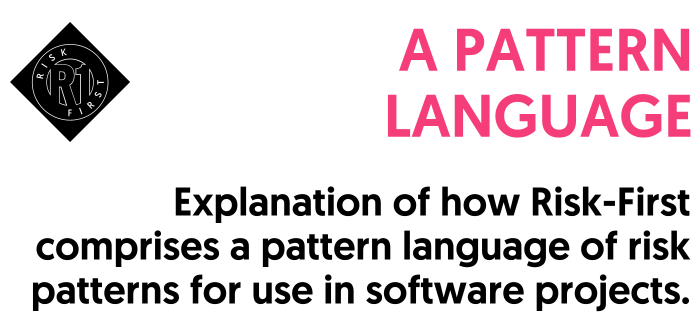 RISK
R1
FIRST
A PATTERN
LANGUAGE
Explanation of how Risk-First
comprises a pattern language of risk
patterns for use in software projects.